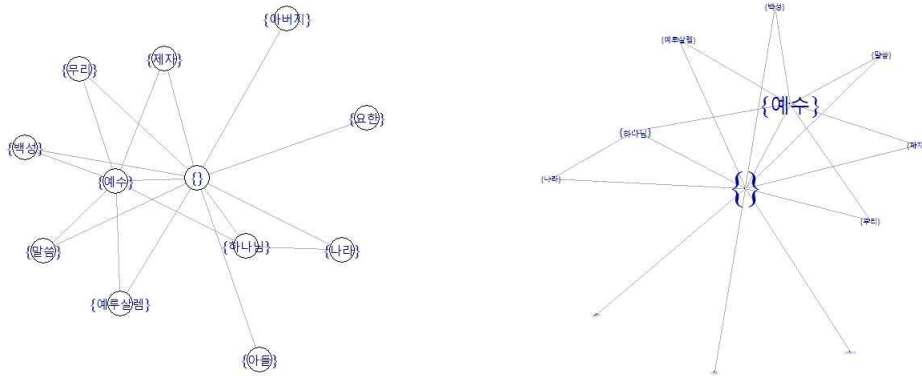 {아버지}
{제자}
{무리}
{요한}
{백성}
{예수}
{}
{말씀}
{하나님}
{나라}
{예루살렘}
{아들}
{백성}
{예루살렘}
{말씀}
{예수}
{하나님}
{제자
{나라}
{}
{무리}